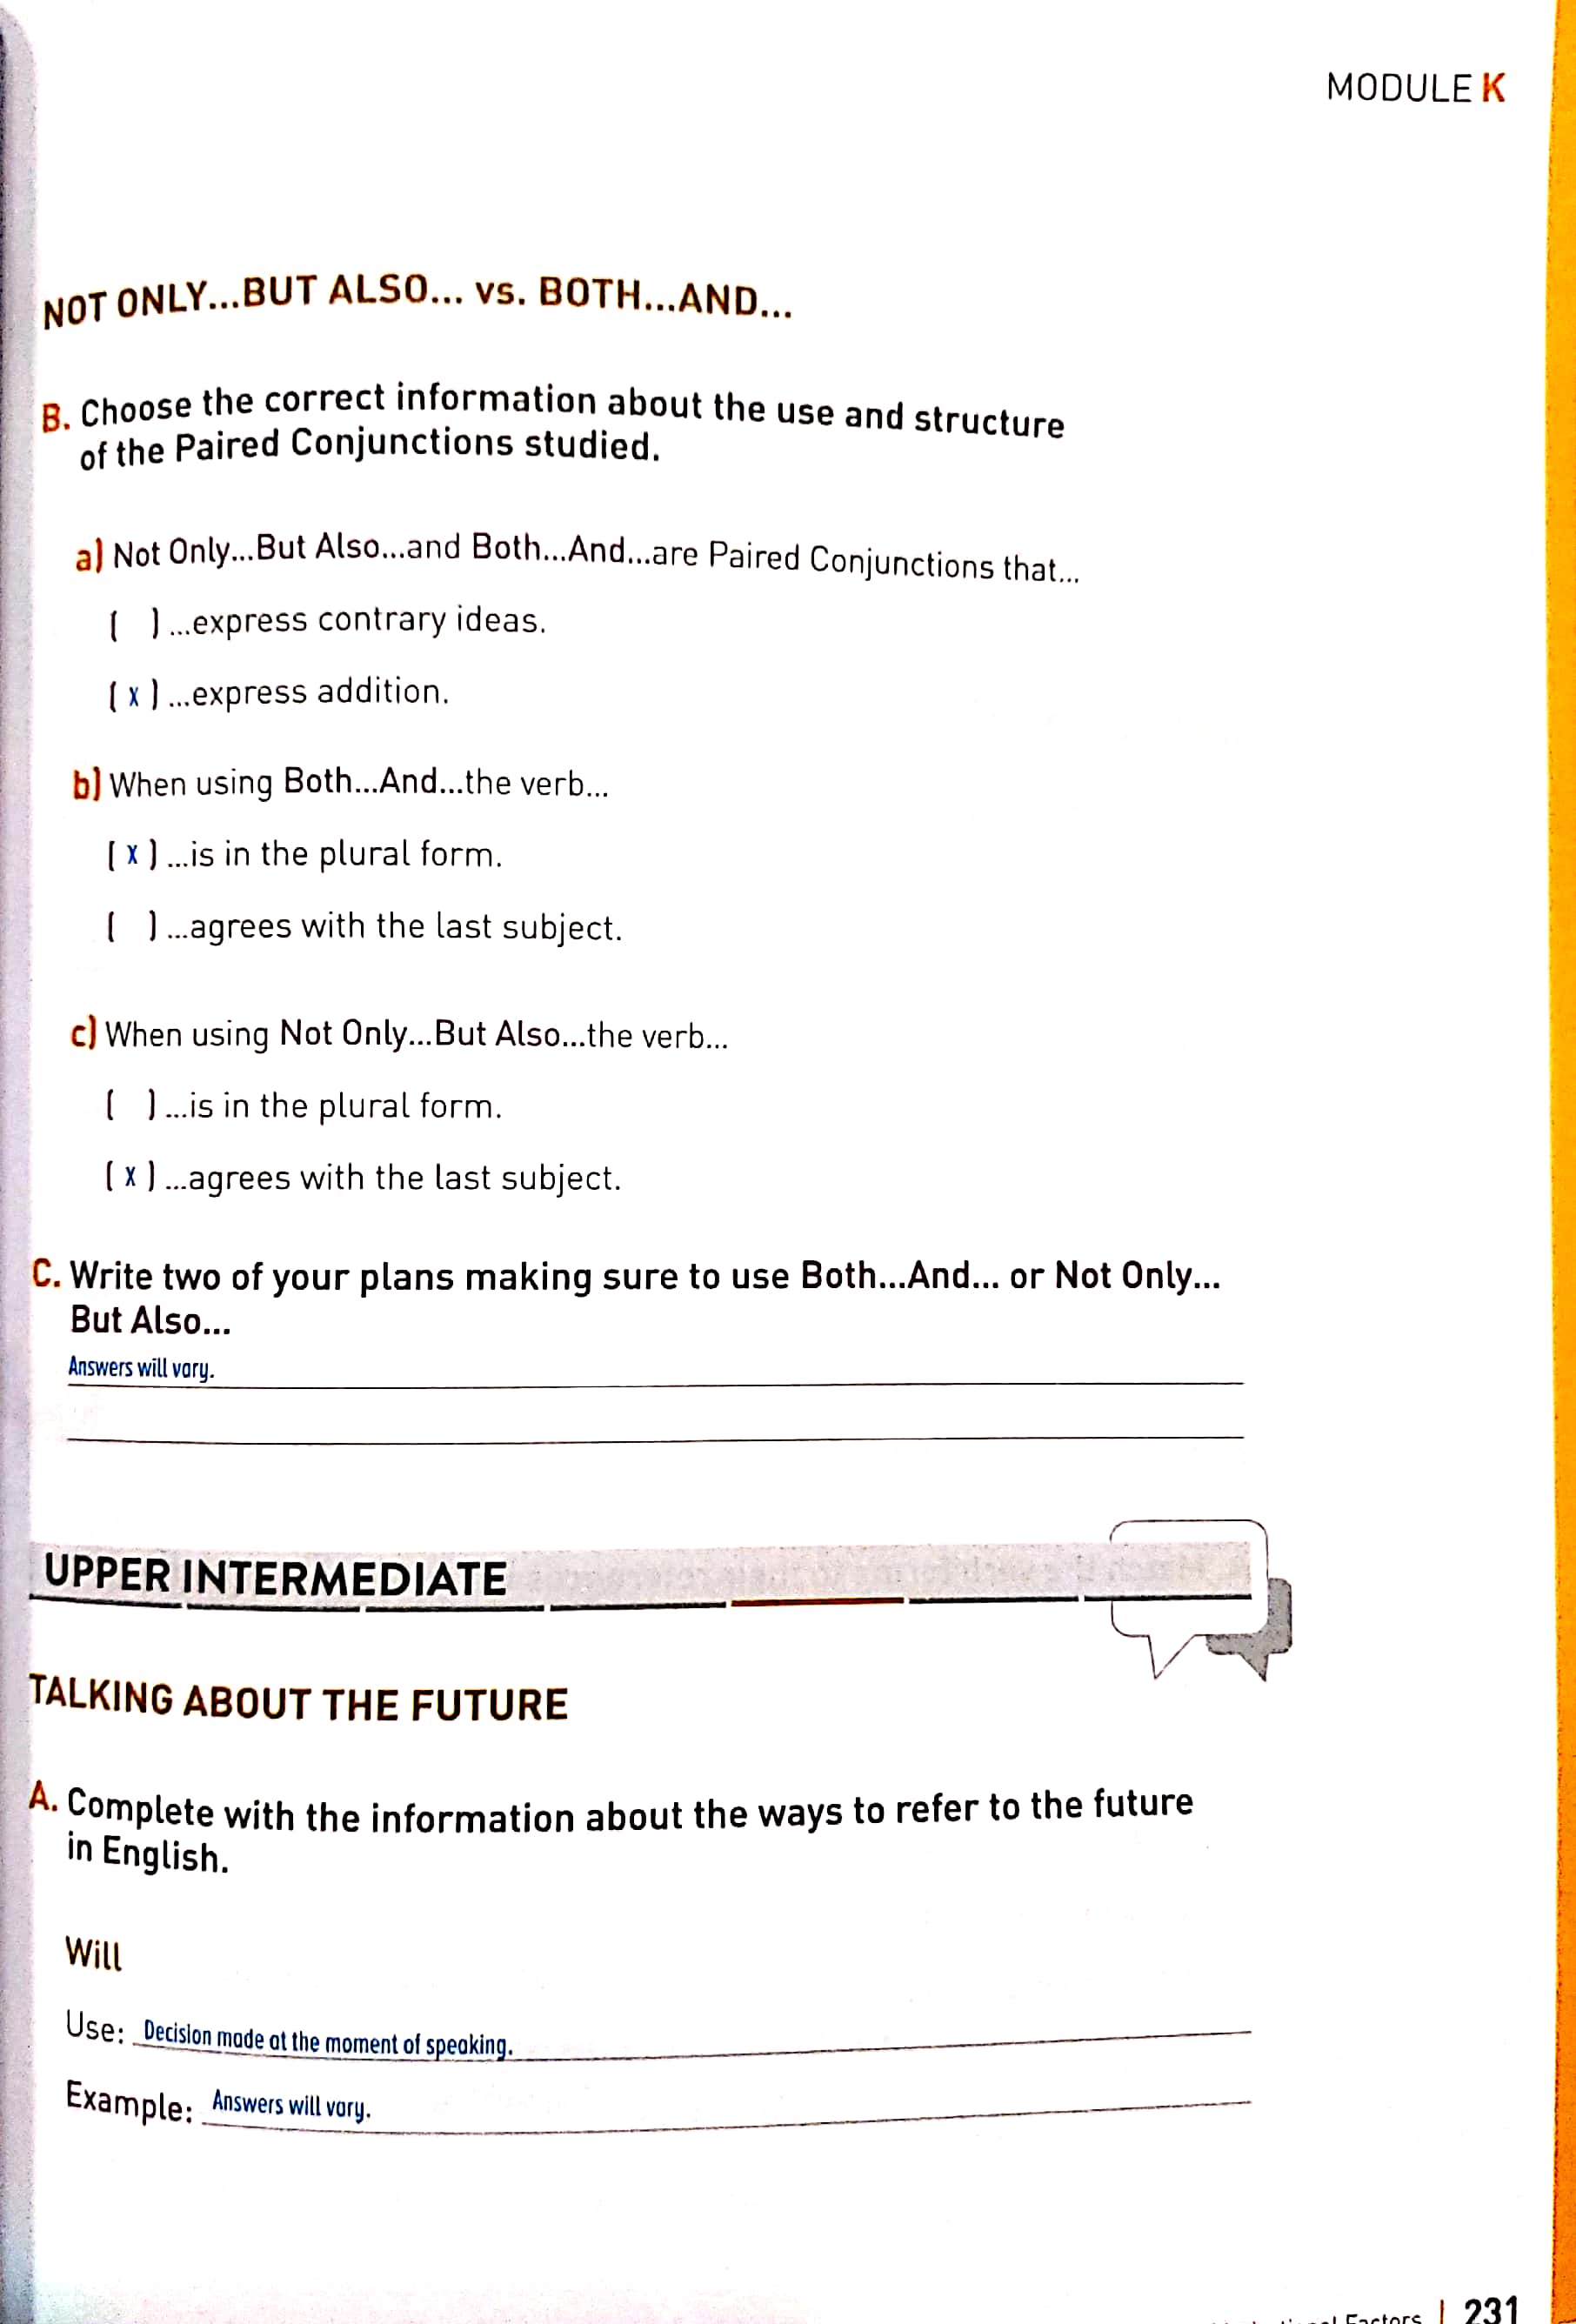 MODULE K
NOT ONLY...BUT ALSO... vs. BOTH...AND...
B. Choose the correct information about the use and structure
of the Paired Conjunctions studied.
a) Not Only...But Also...and Both...And...are Paired Conjunctions that...
( ) ...express contrary ideas.
( x ) ...express addition.
b) When using Both...And...the verb...
( x ) ...is in the plural form.
( ) ...agrees with the last subject.
c) When using Not Only...But Also...the verb...
( ) ...is in the plural form.
( x ) ...agrees with the last subject.
C. Write two of your plans making sure to use Both...And... or Not Only...
But Also...
Answers will vary.
UPPER INTERMEDIATE
TALKING ABOUT THE FUTURE
A. Complete with the information about the ways to refer to the future
in English.
Will
Use: Decision made at the moment of speaking.
Example: Answers will vary.
Factors | 231